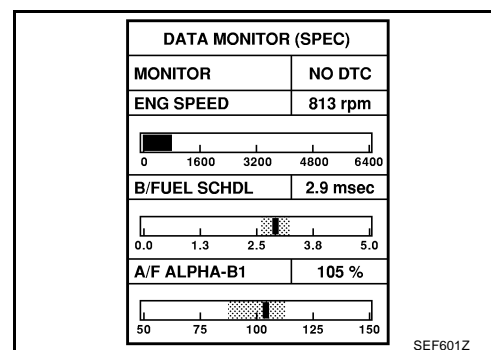 DATA MONITOR (SPEC)
MONITOR NO DTC
ENG SPEED 813 rpm
0 1600 3200 4800 6400
B/FUEL SCHDL 2.9 msec
0.0 1.3 2.5 3.8 5.0
A/F ALPHA-B1 105 %
50 75 100 125 150
SEF601Z